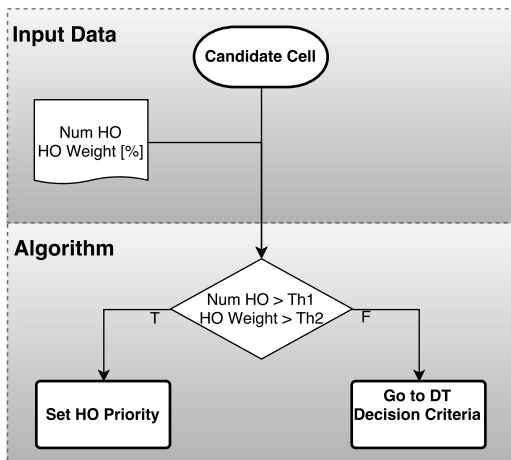 Input Data
Candidate Cell
Num HO
HO Weight [%]
Algorithm
Num HO > Th1
HO Weight > Th2
T
F
Set HO Priority
Go to DT
Decision Criteria